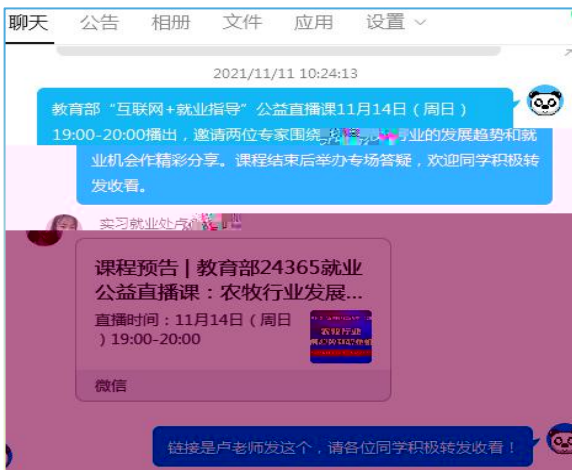 聊天 公告 相册 文件 应用 设置
2021/11/11 10:24:13
教育部“互联网+就业指导”公益直播课11月14日（周日）
19:00-20:00播出，邀请两位专家围绕 业的发展趋势和就
业机会作精彩分享。课程结束后举办专场答疑，欢迎同学积极转
发收看。
实习就业处卢
课程预告 | 教育部24365就业
公益直播课：农牧行业发展...
直播时间：11月14日（周日
）19:00-20:00
农牧行业
微信
链接是卢老师发这个，请各位同学积极转发收看！